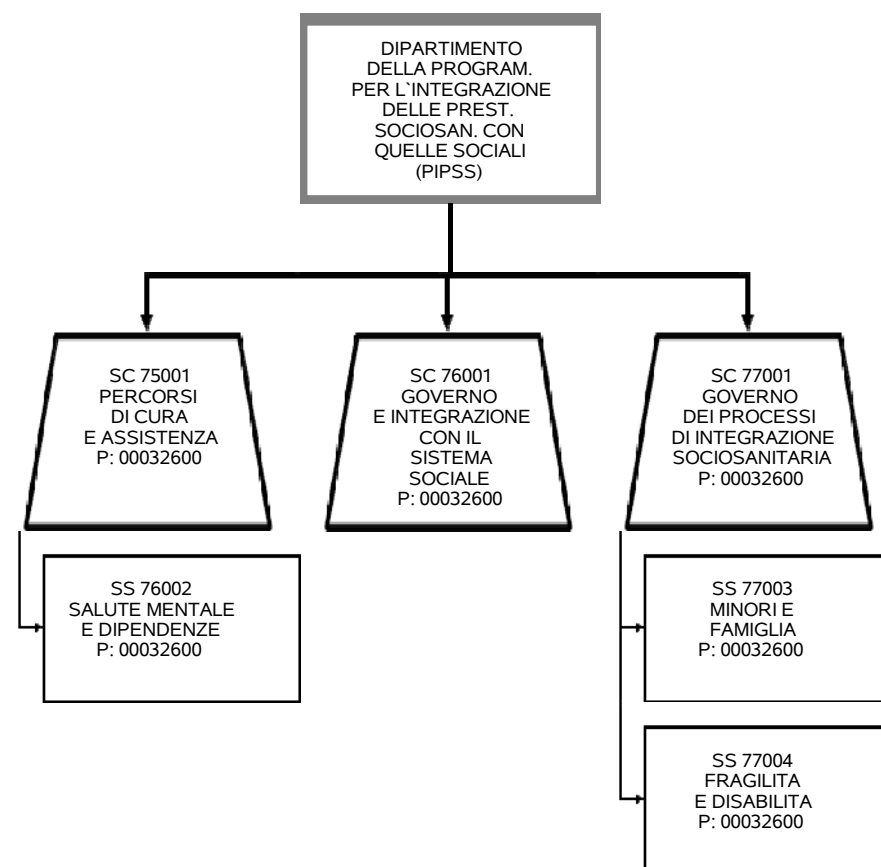 DIPARTIMENTO
DELLA PROGRAM.
PER L`INTEGRAZIONE
DELLE PREST.
SOCIOSAN. CON
QUELLE SOCIALI
(PIPSS)
SC 75001
PERCORSI
DI CURA
E ASSISTENZA
P: 00032600
SC 76001
GOVERNO
E INTEGRAZIONE
CON IL
SISTEMA
SOCIALE
P: 00032600
SC 77001
GOVERNO
DEI PROCESSI
DI INTEGRAZIONE
SOCIOSANITARIA
P: 00032600
SS 76002
SALUTE MENTALE
E DIPENDENZE
P: 00032600
SS 77003
MINORI E
FAMIGLIA
P: 00032600
SS 77004
FRAGILITA
E DISABILITA
P: 00032600